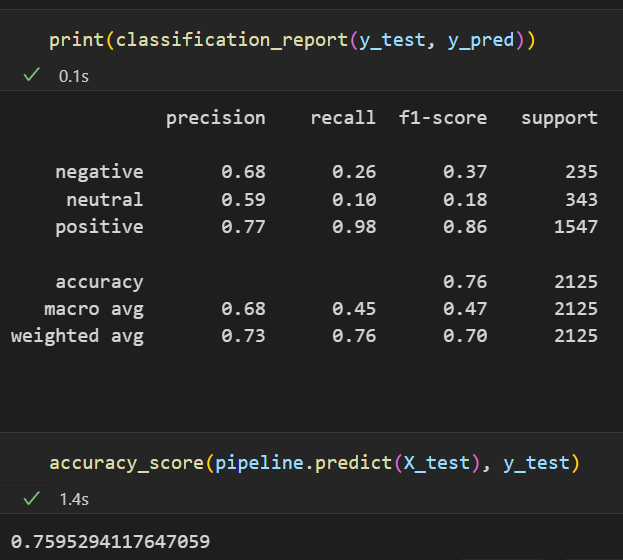 print(classification_report(y_test, y_pred))
0.1s
precision recall f1-score support
negative 0.68 0.26 0.37 235
neutral 0.59 0.10 0.18 343
positive 0.77 0.98 0.86 1547
accuracy 0.76 2125
macro avg 0.68 0.45 0.47 2125
weighted avg 0.73 0.76 0.70 2125
accuracy_score(pipeline.predict(X_test), y_test)
1.4s
0.7595294117647059